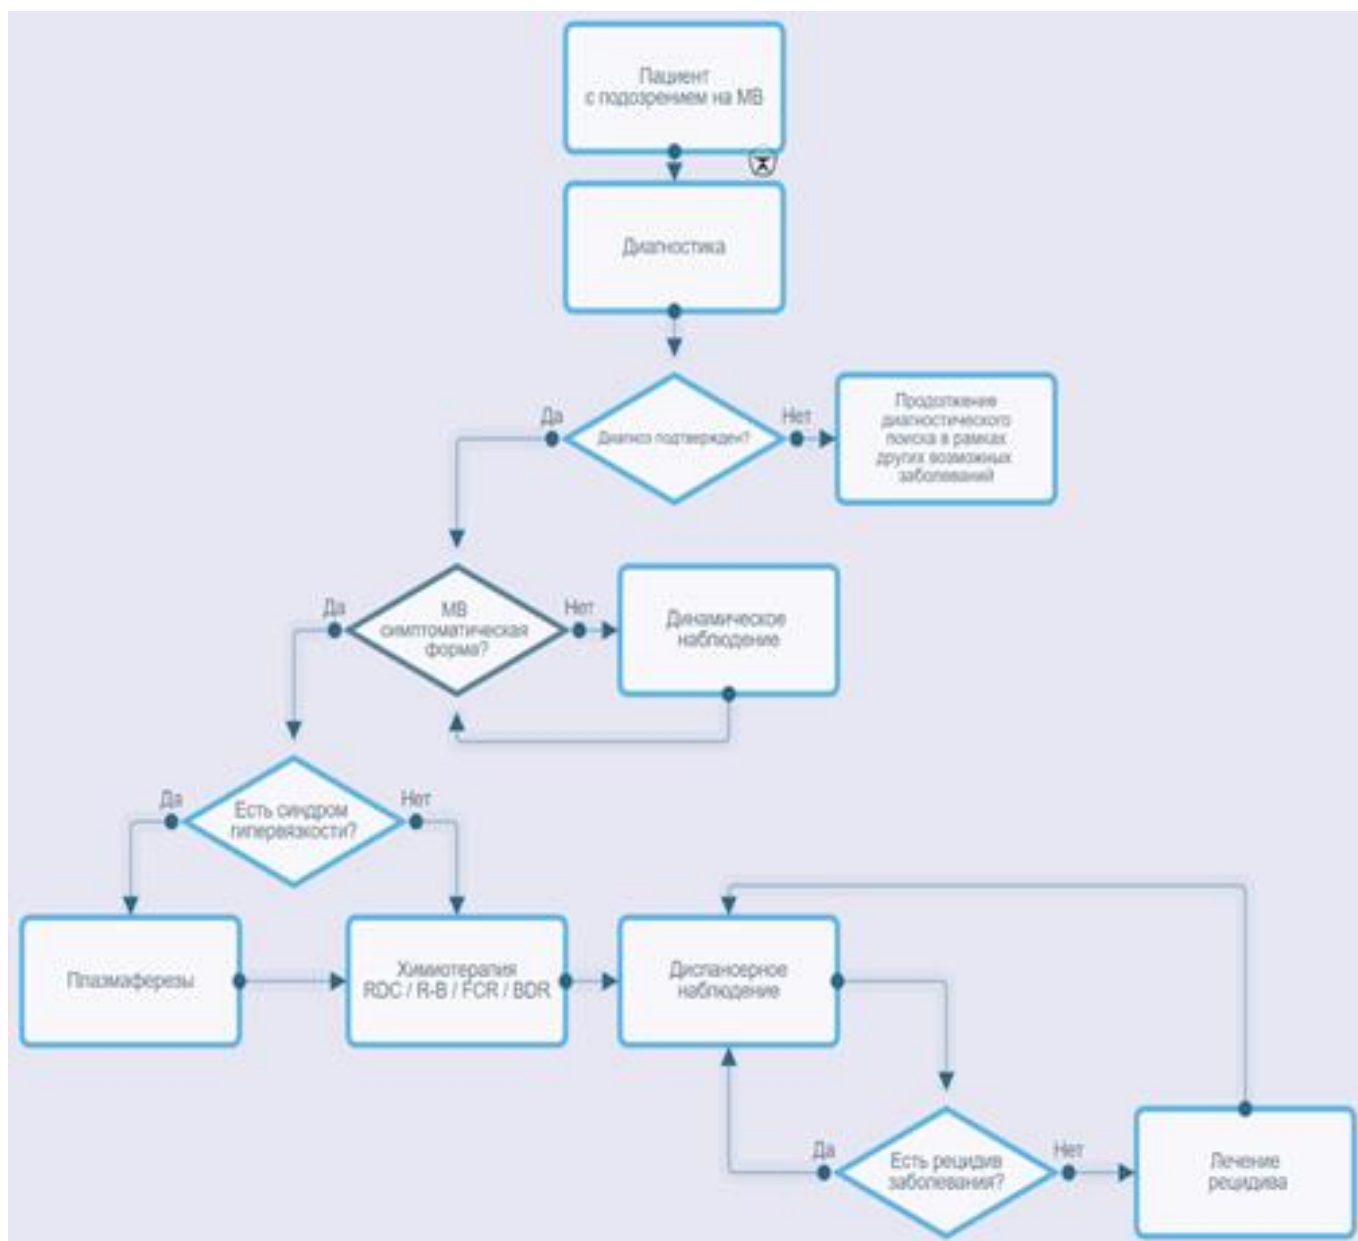 Пациент
с подозрением на МВ
Диагностика
Да
Диагноз подтвержден?
Нет
Продолжение
диагностического
поиска в рамках
других возможных
заболеваний
Да
МВ
симптоматическая
форма?
Нет
Динамическое
наблюдение
Да
Есть синдром
гипервязкости?
Нет
Плазмаферезы
Химиотерапия
RDC / R-B / FCR / BDR
Диспансерное
наблюдение
Да
Есть рецидив
заболевания?
Нет
Лечение
рецидива